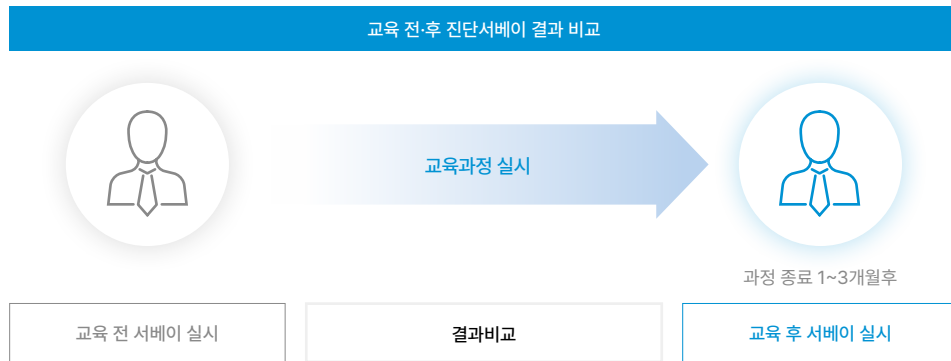 교육 전·후 진단서베이 결과 비교
교육과정 실시
과정 종료 1~3개월후
교육 전 서베이 실시
결과비교
교육 후 서베이 실시